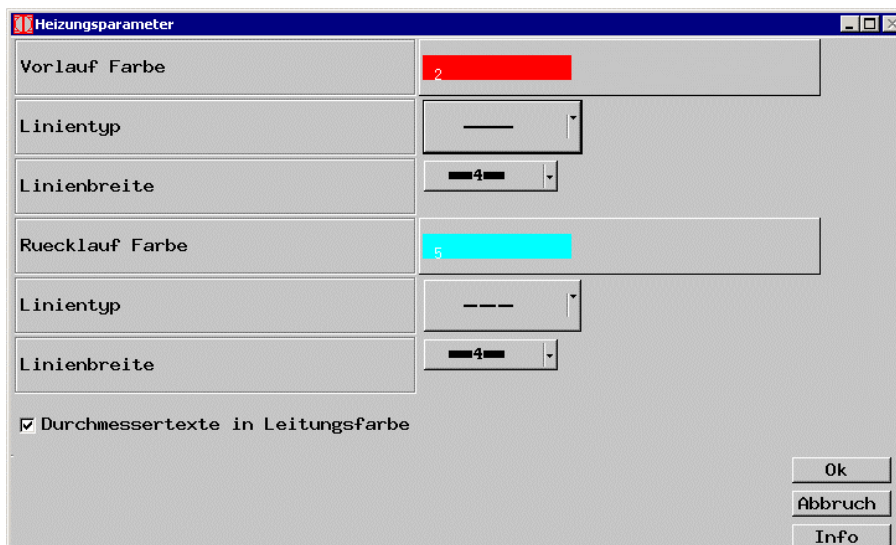 Heizungsparameter
Vorlauf Farbe
2
Linientyp
Linienbreite
4
Ruecklauf Farbe
5
Linientyp
Linienbreite
4
Durchmessertexte in Leitungsfarbe
Ok
Abbruch
Info